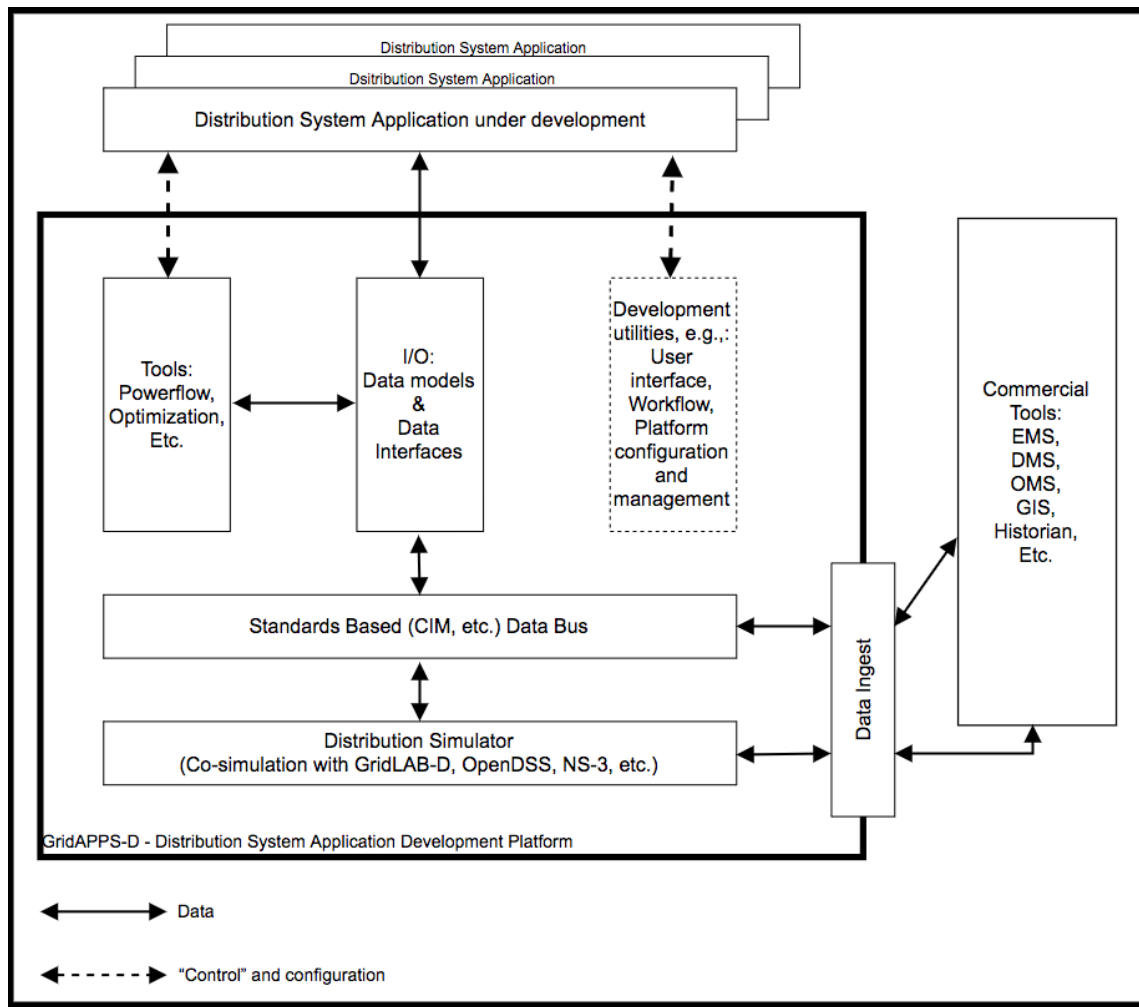 Distribution System Application
Dsitribution System Application
Distribution System Application under development
Tools:
Powerflow,
Optimization,
Etc.
I/O:
Data models
&
Data
Interfaces
Development
utilities, e.g.,:
User
interface,
Workflow,
Platform
configuration
and
management
Commercial
Tools:
EMS,
DMS,
OMS,
GIS,
Historian,
Etc.
Standards Based (CIM, etc.) Data Bus
Data Ingest
Distribution Simulator
(Co-simulation with GridLAB-D, OpenDSS, NS-3, etc.)
GridAPPS-D - Distribution System Application Development Platform
Data
“Control” and configuration